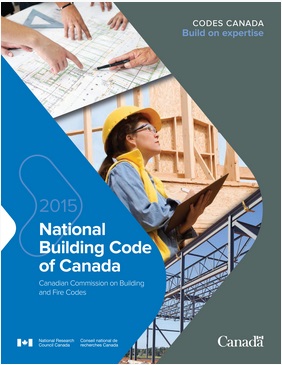 CODES CANADA
Build on expertise
2015
National
Building Code
of Canada
Canadian Commission on Building
and Fire Codes
National Research
Council Canada
Conseil national de
recherches Canada
Canada